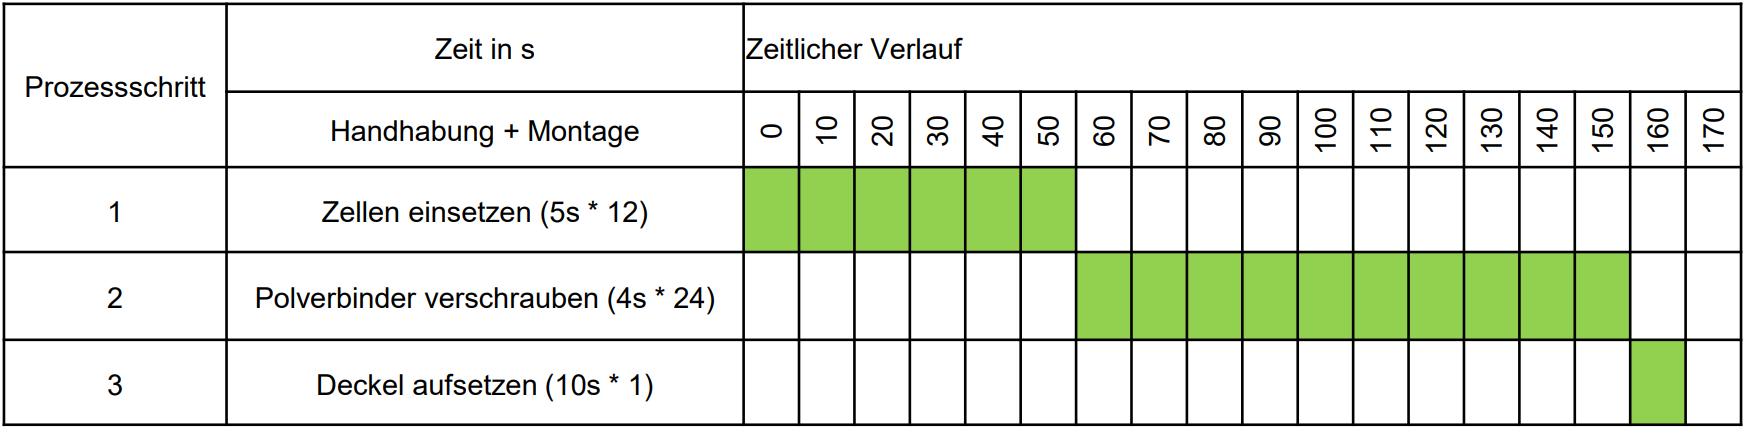 Prozessschritt
Zeit in s
Zeitlicher Verlauf
Handhabung + Montage
0 10 20 30 40 50 60 70 80 90 100 110 120 130 140 150 160 170
1 Zellen einsetzen (5s * 12)
2 Polverbinder verschrauben (4s * 24)
3 Deckel aufsetzen (10s * 1)